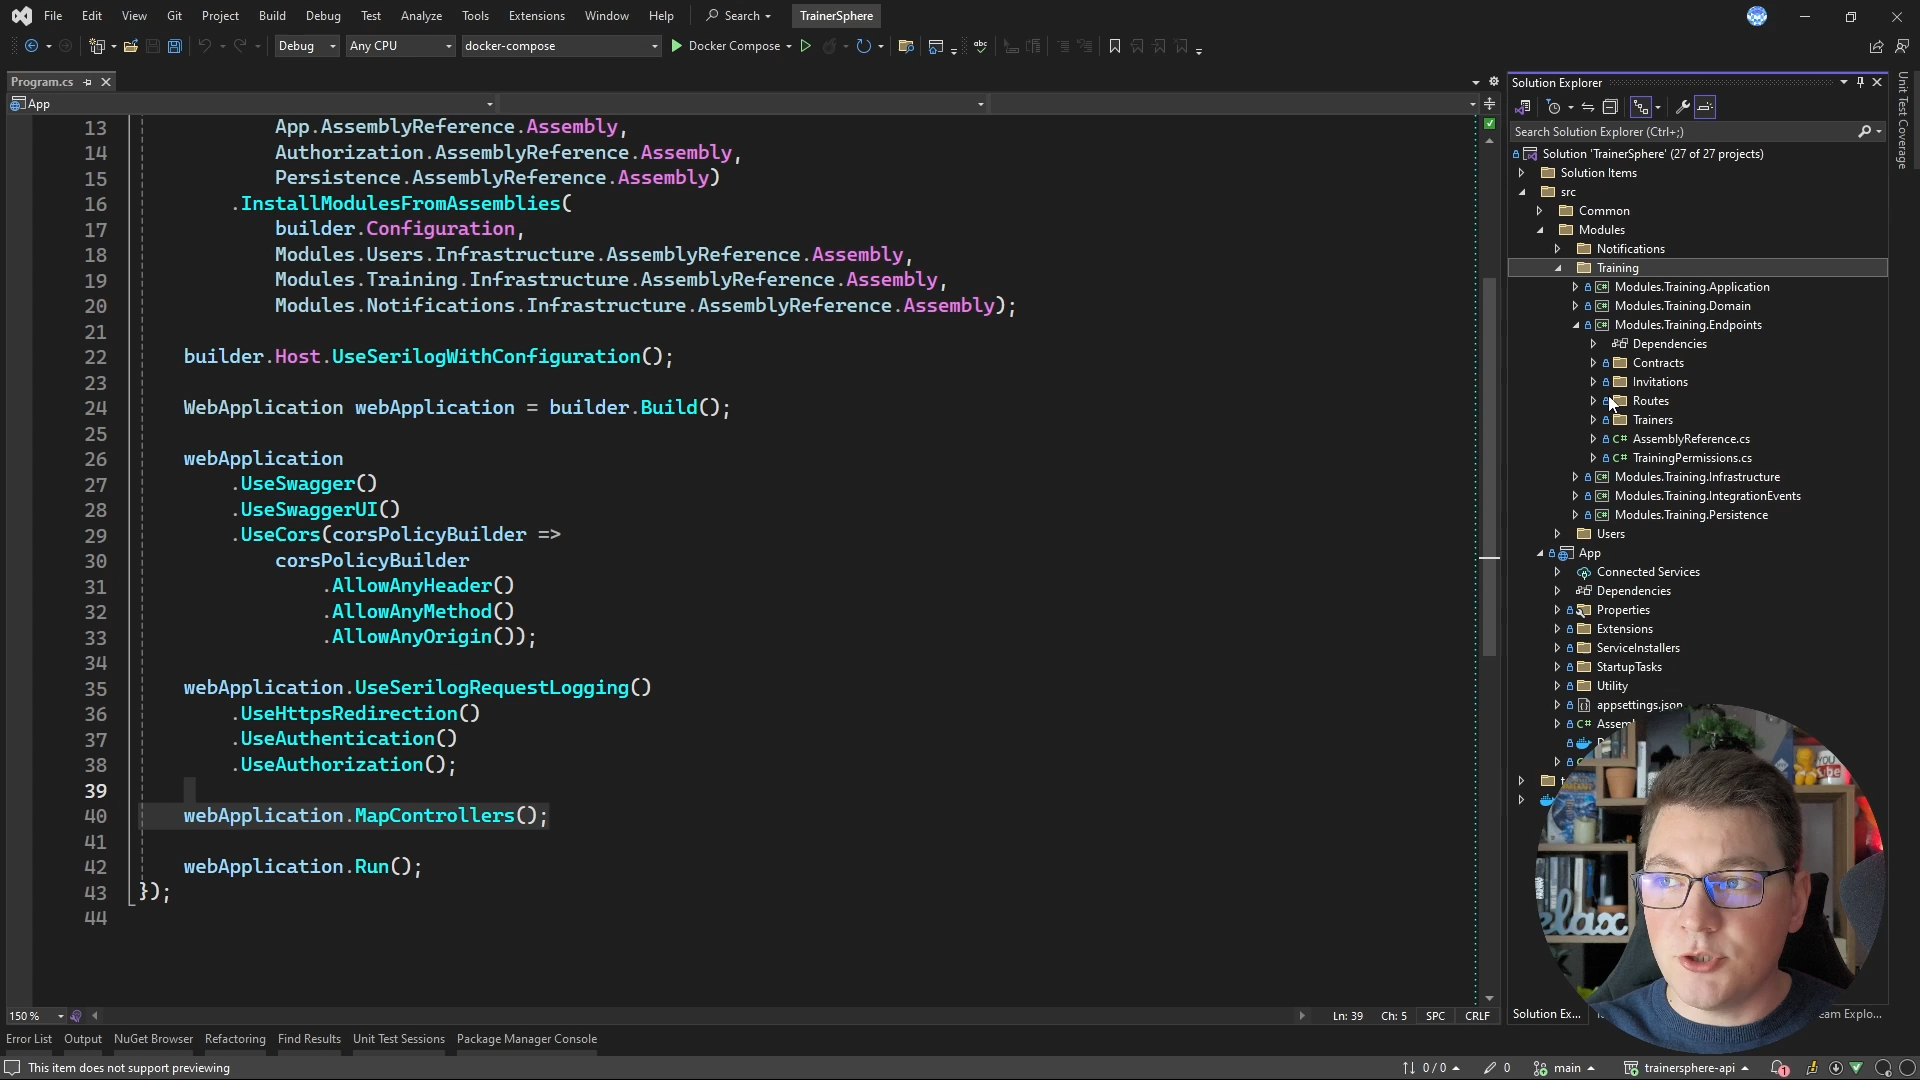 File Edit View Git Project Build Debug Test Analyze Tools Extensions Window Help Search TrainerSphere
Debug Any CPU docker-compose Docker Compose
Program.cs
App
13 App.AssemblyReference.Assembly,
14 Authorization.AssemblyReference.Assembly,
15 Persistence.AssemblyReference.Assembly)
16 .InstallModulesFromAssemblies(
17 builder.Configuration,
18 Modules.Users.Infrastructure.AssemblyReference.Assembly,
19 Modules.Training.Infrastructure.AssemblyReference.Assembly,
20 Modules.Notifications.Infrastructure.AssemblyReference.Assembly);
21
22 builder.Host.UseSerilogWithConfiguration();
23
24 WebApplication webApplication = builder.Build();
25
26 webApplication
27 .UseSwagger()
28 .UseSwaggerUI()
29 .UseCors(corsPolicyBuilder =>
30 corsPolicyBuilder
31 .AllowAnyHeader()
32 .AllowAnyMethod()
33 .AllowAnyOrigin());
34
35 webApplication.UseSerilogRequestLogging()
36 .UseHttpsRedirection()
37 .UseAuthentication()
38 .UseAuthorization();
39
40 webApplication.MapControllers();
41
42 webApplication.Run();
43 });
44
150 % Ln: 39 Ch: 5 SPC CRLF
Solution Explorer
Search Solution Explorer (Ctrl+;)
Solution 'TrainerSphere' (27 of 27 projects)
Solution Items
src
Common
Modules
Notifications
Training
Modules.Training.Application
Modules.Training.Domain
Modules.Training.Endpoints
Dependencies
Contracts
Invitations
Routes
Trainers
AssemblyReference.cs
TrainingPermissions.cs
Modules.Training.Infrastructure
Modules.Training.IntegrationEvents
Modules.Training.Persistence
Users
App
Connected Services
Dependencies
Properties
Extensions
ServiceInstallers
StartupTasks
Utility
appsettings.json
Assem
Solution Ex... eam Explo...
Unit Test Coverage
relax
Error List Output NuGet Browser Refactoring Find Results Unit Test Sessions Package Manager Console
This item does not support previewing 0 / 0 0 main trainersphere-api 1